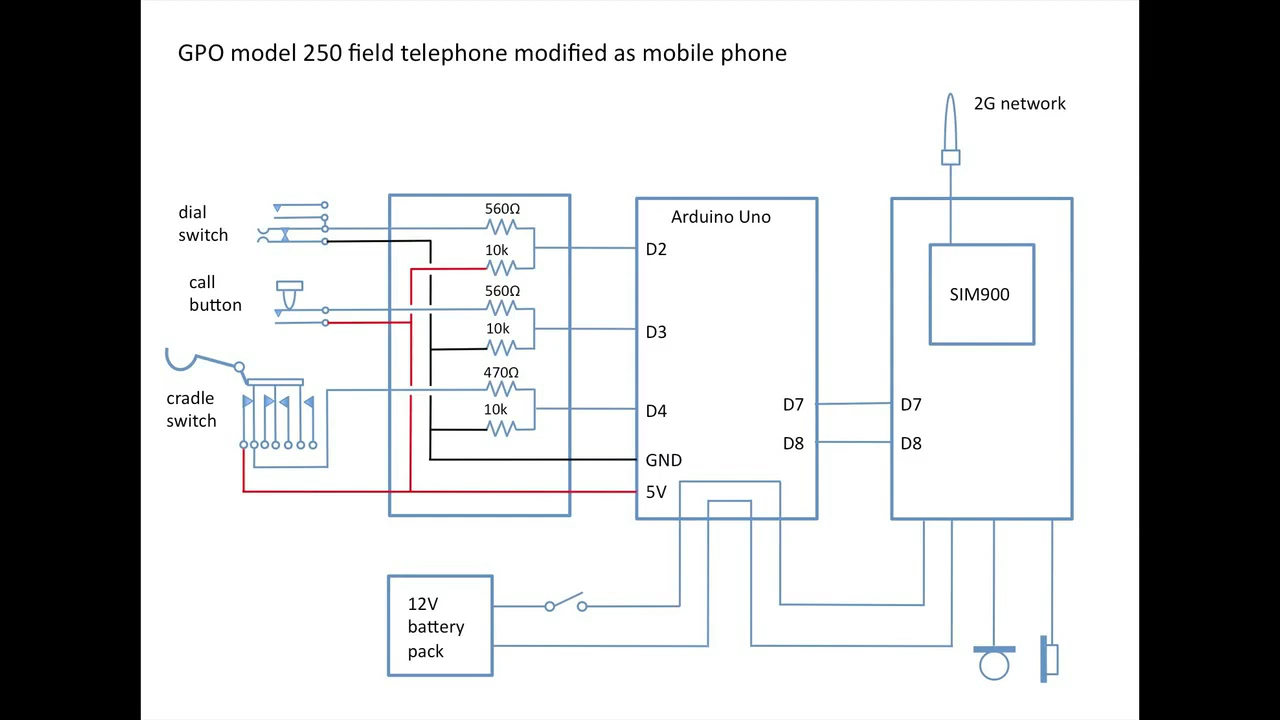 GPO model 250 field telephone modified as mobile phone
2G network
dial
switch
560Ω
10k
Arduino Uno
D2
call
button
560Ω
10k
D3
SIM900
cradle
switch
470Ω
10k
D4
D7
D7
D8
D8
GND
5V
12V
battery
pack